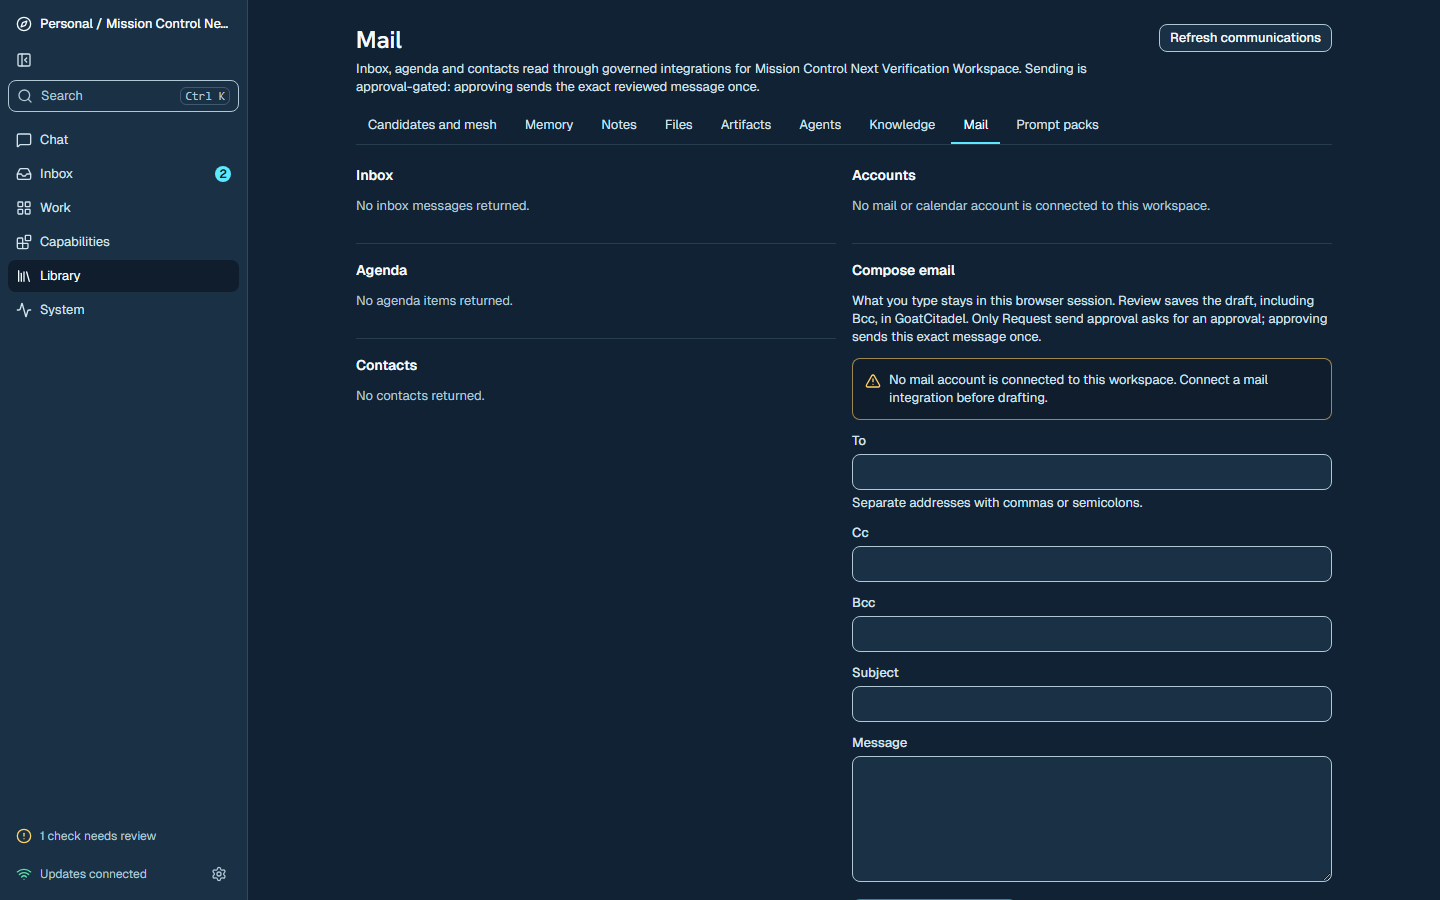 Personal / Mission Control Ne...
Search
Ctrl K
Chat
Inbox
2
Work
Capabilities
Library
System
1 check needs review
Updates connected
Mail
Refresh communications
Inbox, agenda and contacts read through governed integrations for Mission Control Next Verification Workspace. Sending is
approval-gated: approving sends the exact reviewed message once.
Candidates and mesh
Memory
Notes
Files
Artifacts
Agents
Knowledge
Mail
Prompt packs
Inbox
No inbox messages returned.
Agenda
No agenda items returned.
Contacts
No contacts returned.
Accounts
No mail or calendar account is connected to this workspace.
Compose email
What you type stays in this browser session. Review saves the draft, including
Bcc, in GoatCitadel. Only Request send approval asks for an approval; approving
sends this exact message once.
No mail account is connected to this workspace. Connect a mail
integration before drafting.
To
Separate addresses with commas or semicolons.
Cc
Bcc
Subject
Message